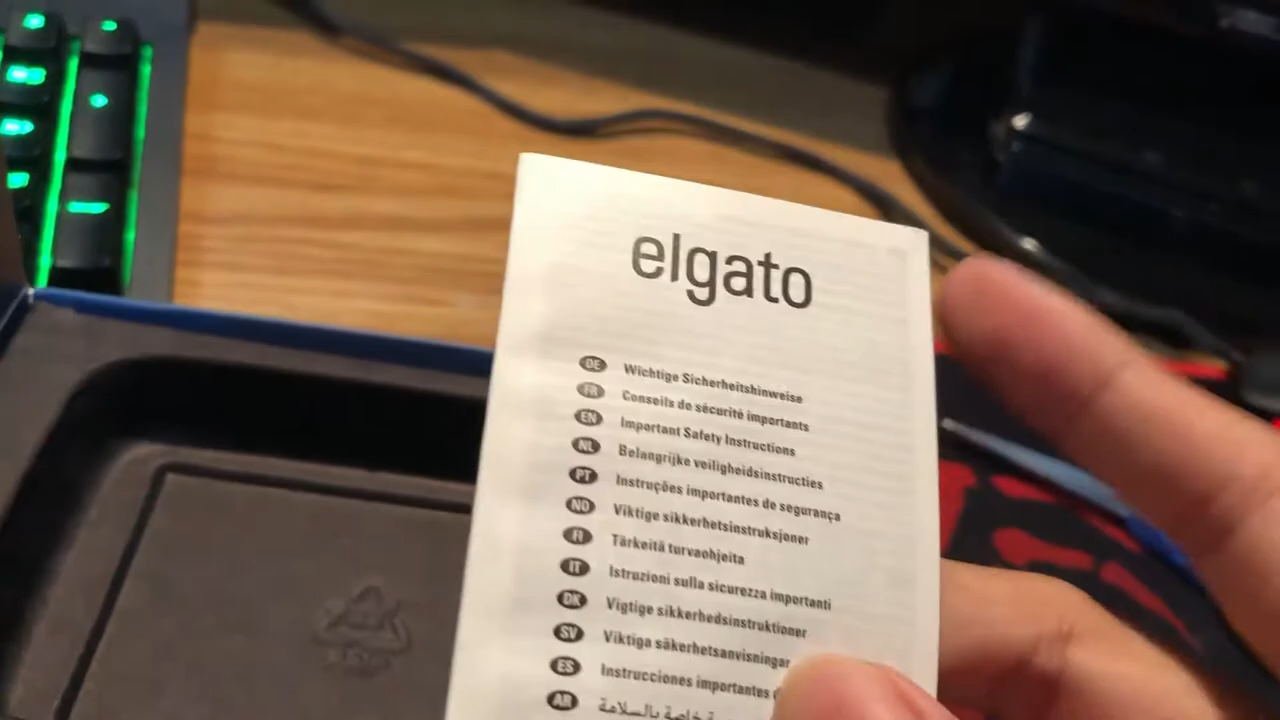 elgato
DE Wichtige Sicherheitshinweise
FR Conseils de sécurité importants
EN Important Safety Instructions
NL Belangrijke veiligheidsinstructies
PT Instruções importantes de segurança
NO Viktige sikkerhetsinstruksjoner
FI Tärkeitä turvaohjeita
IT Istruzioni sulla sicurezza importanti
DK Vigtige sikkerhedsinstruktioner
SV Viktiga säkerhetsanvisningar
ES Instrucciones importantes
AR خاصة بالسلامة